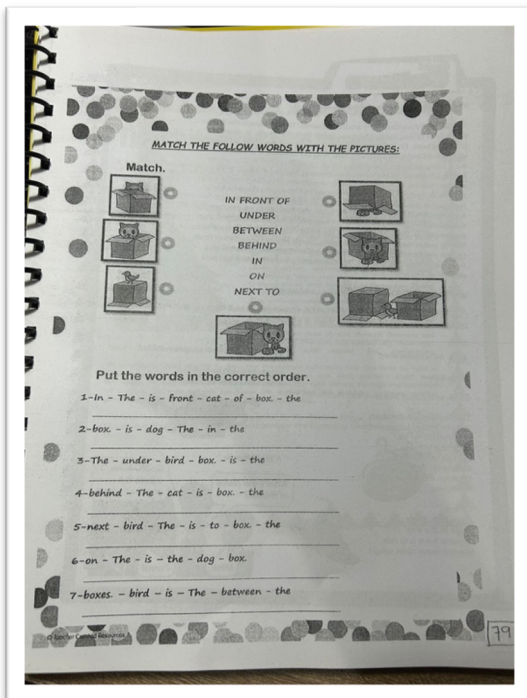 MATCH THE FOLLOW WORDS WITH THE PICTURES:
Match.
IN FRONT OF
UNDER
BETWEEN
BEHIND
IN
ON
NEXT TO
Put the words in the correct order.
1-in - The - is - front - cat - of - box. - the
2-box. - is - dog - The - in - the
3-The - under - bird - box. - is - the
4-behind - The - cat - is - box. - the
5-next - bird - The - is - to - box. - the
6-on - The - is - the - dog - box.
7-boxes. - bird - is - The - between - the
© Teacher Created Resources
79